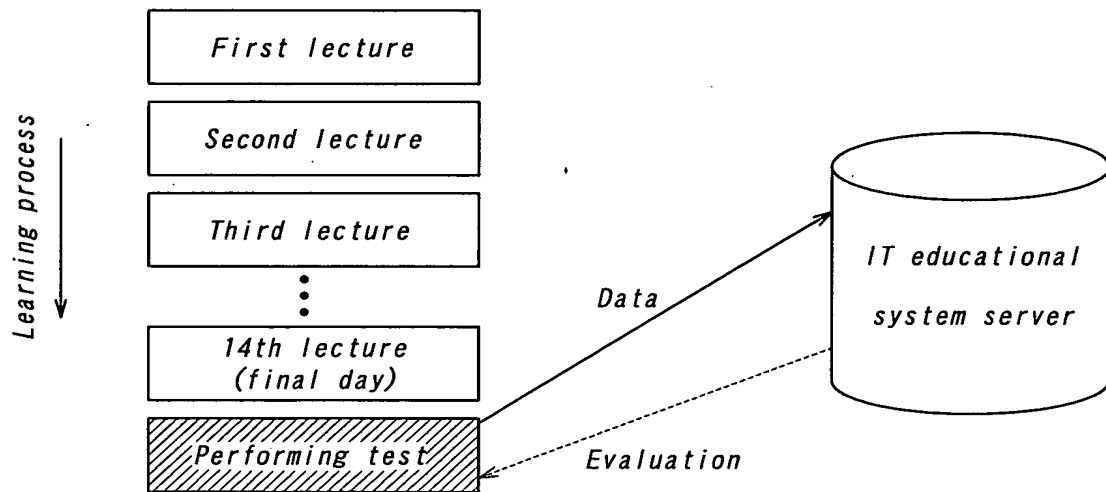 First lecture
Second lecture
Third lecture
14th lecture
(final day)
Performing test
Learning process
Data
Evaluation
IT educational
system server